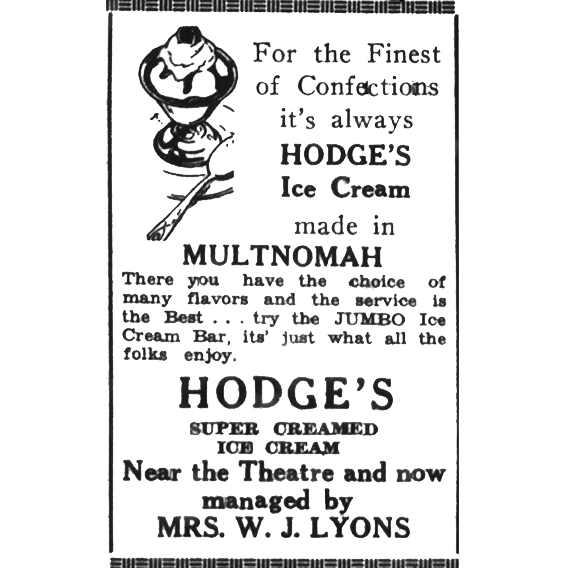 For the Finest
of Confections
it's always
HODGE'S
Ice Cream
made in
MULTNOMAH
There you have the choice of
many flavors and the service is
the Best . . . try the JUMBO Ice
Cream Bar, its' just what all the
folks enjoy.
HODGE'S
SUPER CREAMED
ICE CREAM
Near the Theatre and now
managed by
MRS. W. J. LYONS